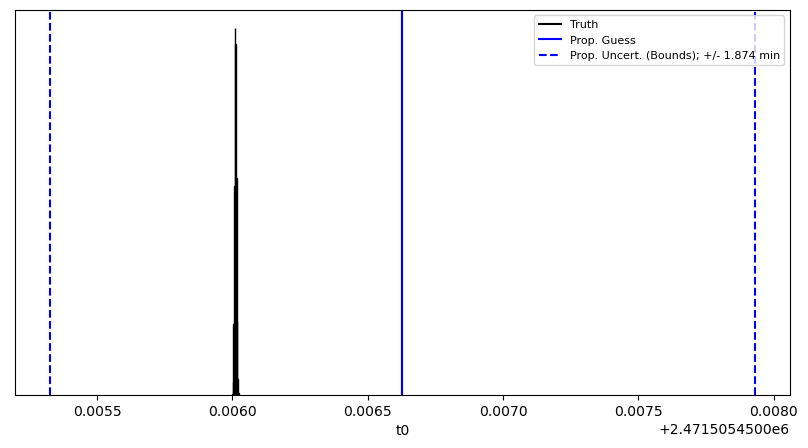 Truth
Prop. Guess
Prop. Uncert. (Bounds); +/- 1.874 min
0.0055 0.0060 0.0065 0.0070 0.0075 0.0080
t0
+2.4715054500e6